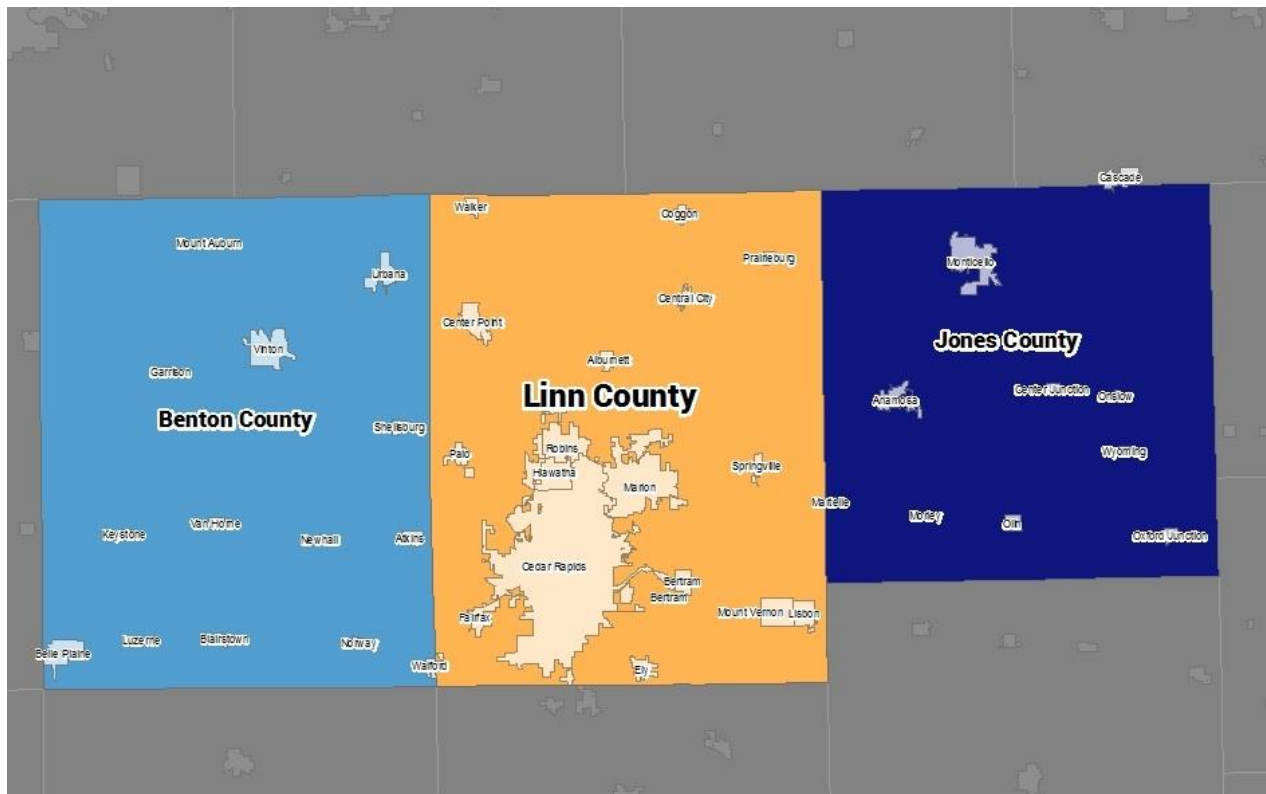 Cascade
Walker
Coggon
Mount Auburn
Prairieburg
Monticello
Urbana
Central City
Center Point
Jones County
Vinton
Alburnett
Garrison
Center Junction
Onslow
Linn County
Anamosa
Benton County
Shellsburg
Robins
Wyoming
Palo
Springville
Hiawatha
Marion
Martelle
Morley
Olin
Van Horne
Keystone
Newhall
Atkins
Oxford Junction
Cedar Rapids
Bertram
Bertram
Mount Vernon
Lisbon
Fairfax
Luzerne
Blairstown
Norway
Belle Plaine
Walford
Ely